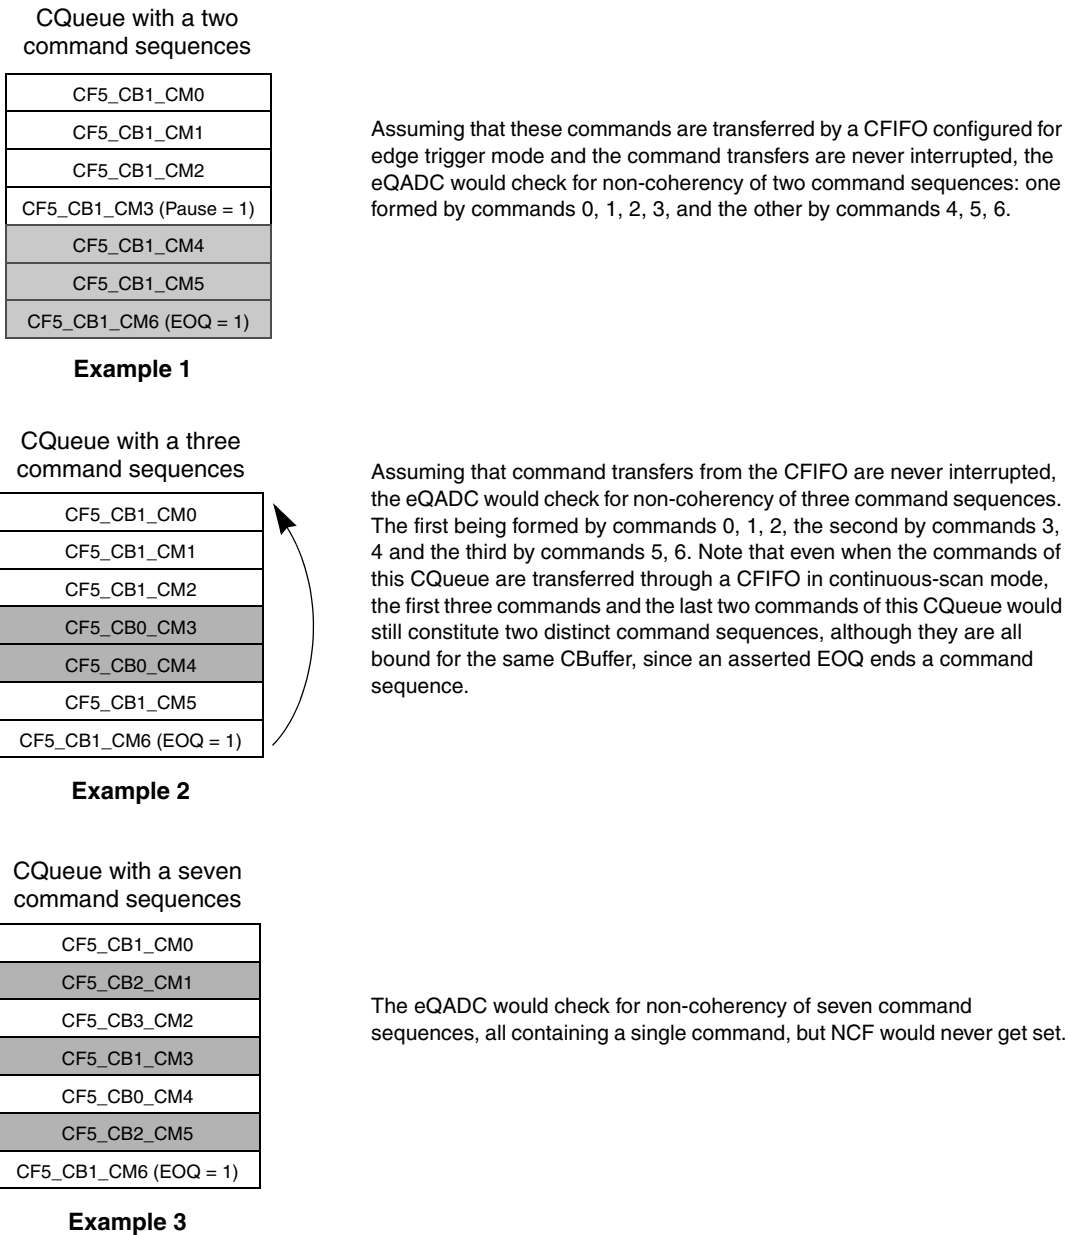 CQueue with a two
command sequences
CF5_CB1_CM0
CF5_CB1_CM1
CF5_CB1_CM2
CF5_CB1_CM3 (Pause = 1)
CF5_CB1_CM4
CF5_CB1_CM5
CF5_CB1_CM6 (EOQ = 1)
Example 1
Assuming that these commands are transferred by a CFIFO configured for
edge trigger mode and the command transfers are never interrupted, the
eQADC would check for non-coherency of two command sequences: one
formed by commands 0, 1, 2, 3, and the other by commands 4, 5, 6.
CQueue with a three
command sequences
CF5_CB1_CM0
CF5_CB1_CM1
CF5_CB1_CM2
CF5_CB0_CM3
CF5_CB0_CM4
CF5_CB1_CM5
CF5_CB1_CM6 (EOQ = 1)
Example 2
Assuming that command transfers from the CFIFO are never interrupted,
the eQADC would check for non-coherency of three command sequences.
The first being formed by commands 0, 1, 2, the second by commands 3,
4 and the third by commands 5, 6. Note that even when the commands of
this CQueue are transferred through a CFIFO in continuous-scan mode,
the first three commands and the last two commands of this CQueue would
still constitute two distinct command sequences, although they are all
bound for the same CBuffer, since an asserted EOQ ends a command
sequence.
CQueue with a seven
command sequences
CF5_CB1_CM0
CF5_CB2_CM1
CF5_CB3_CM2
CF5_CB1_CM3
CF5_CB0_CM4
CF5_CB2_CM5
CF5_CB1_CM6 (EOQ = 1)
Example 3
The eQADC would check for non-coherency of seven command
sequences, all containing a single command, but NCF would never get set.